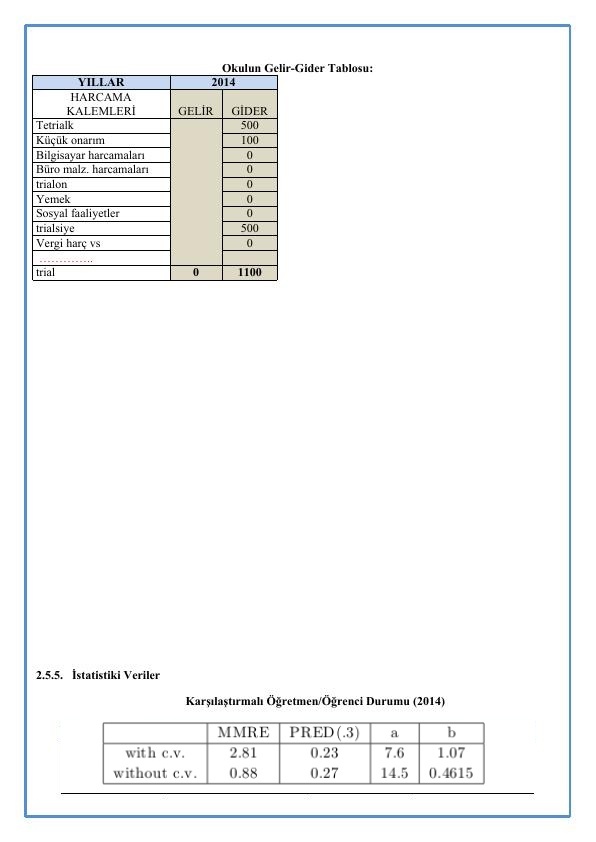 Okulun Gelir-Gider Tablosu:
YILLAR 2014
HARCAMA
KALEMLERİ GELİR GİDER
Tetrialk 500
Küçük onarım 100
Bilgisayar harcamaları 0
Büro malz. harcamaları 0
trialon 0
Yemek 0
Sosyal faaliyetler 0
trialsiye 500
Vergi harç vs 0
…………..
trial 0 1100
2.5.5. İstatistiki Veriler
Karşılaştırmalı Öğretmen/Öğrenci Durumu (2014)
MMRE PRED(.3) a b
with c.v. 2.81 0.23 7.6 1.07
without c.v. 0.88 0.27 14.5 0.4615